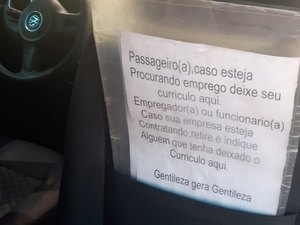 Passageiro(a),caso esteja
Procurando emprego deixe seu
curriculo aqui.
Empregador(a) ou funcionario(a).
Caso sua empresa esteja
Contratando,retire e indique
Alguem que tenha deixado o
Curriculo aqui.
Gentileza gera Gentileza